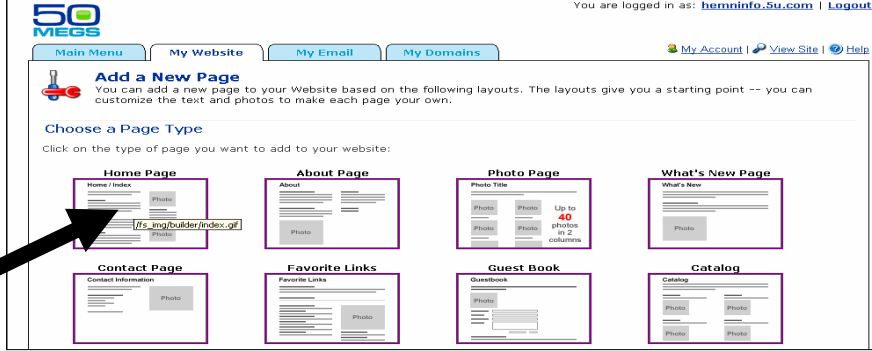 You are logged in as: hemninfo.5u.com | Logout
50
MEGS
Main Menu
My Website
My Email
My Domains
My Account | View Site | Help
Add a New Page
You can add a new page to your Website based on the following layouts. The layouts give you a starting point -- you can
customize the text and photos to make each page your own.
Choose a Page Type
Click on the type of page you want to add to your website:
Home Page
About Page
Photo Page
What's New Page
Home / Index
Photo
/fs_img/builder/index.gif
Photo
About
Photo
Photo Title
Photo
Photo
Photo
Photo
Up to
40
photos
in 2
columns
What's New
Photo
Contact Page
Favorite Links
Guest Book
Catalog
Contact Information
Photo
Favorite Links
Photo
Guestbook
Photo
Catalog
Photo
Photo
Photo
Photo